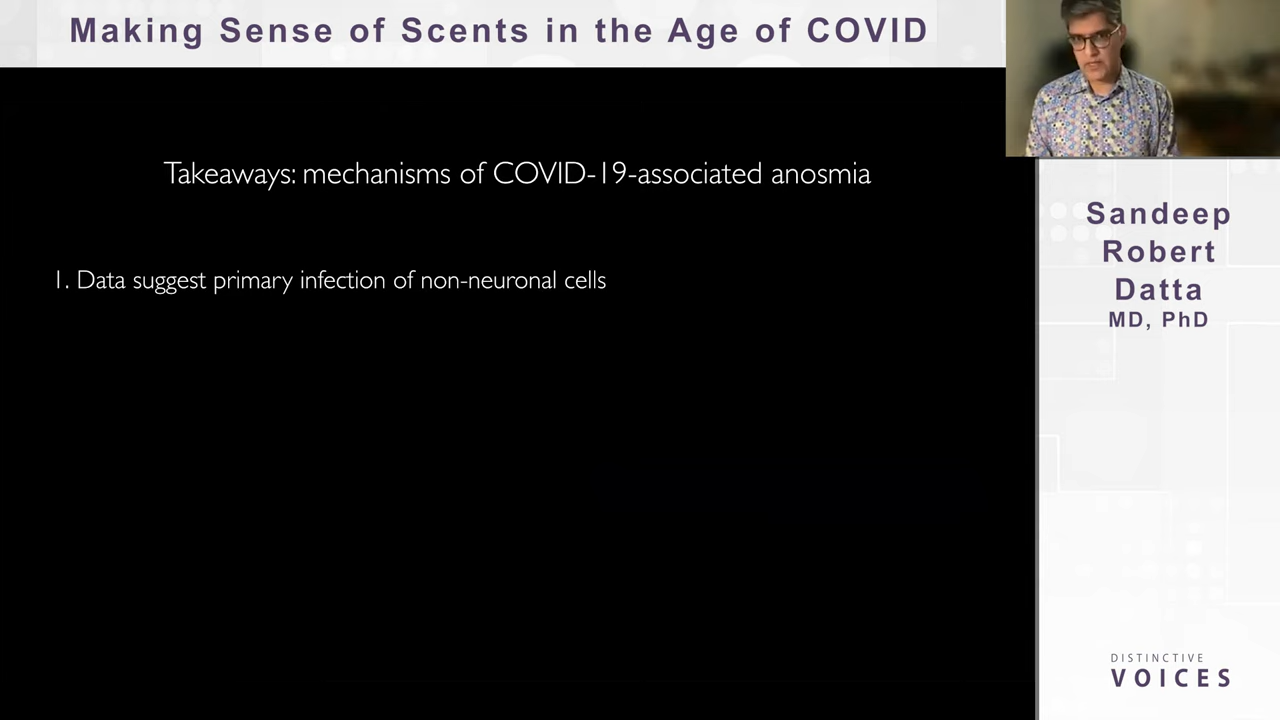 Making Sense of Scents in the Age of COVID
Takeaways: mechanisms of COVID-19-associated anosmia
1. Data suggest primary infection of non-neuronal cells
Sandeep
Robert
Datta
MD, PhD
DISTINCTIVE
VOICES